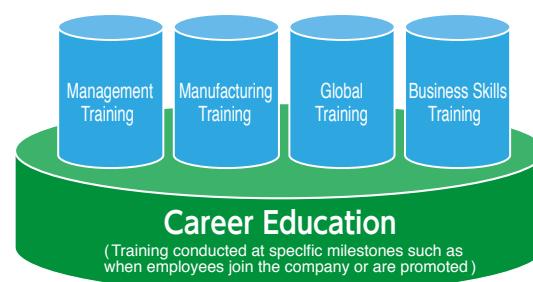 Management
Training
Manufacturing
Training
Global
Training
Business Skills
Training
Career Education
(Training conducted at speclfic milestones such as
when employees join the company or are promoted)